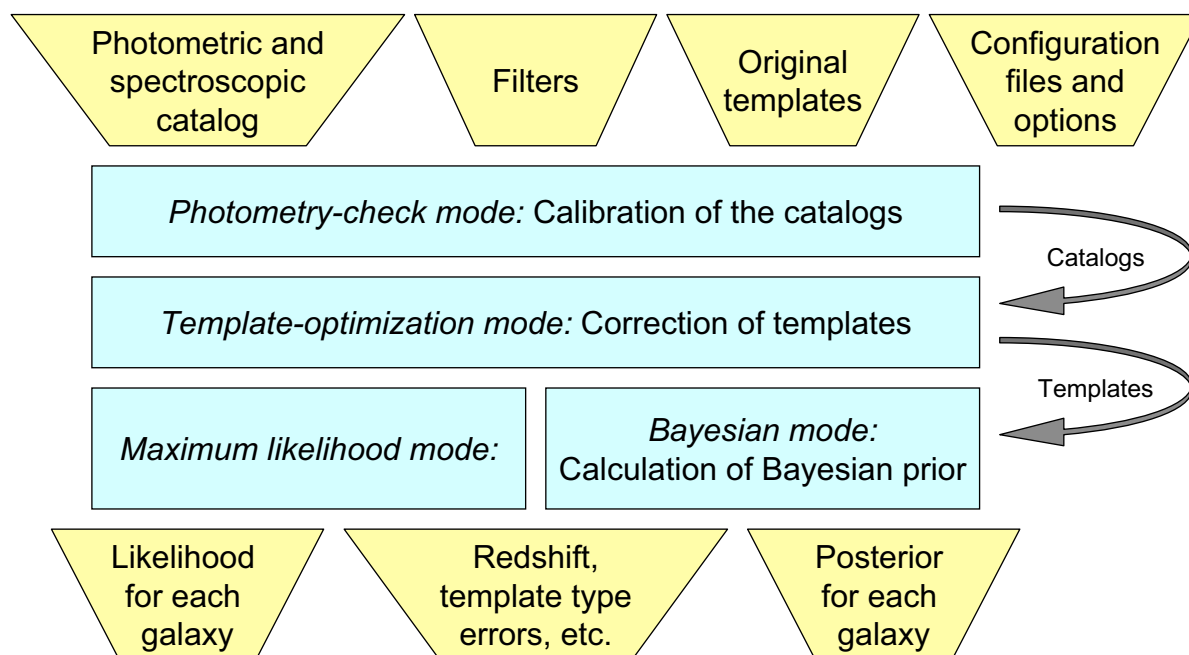 Photometric and
spectroscopic
catalog
Filters
Original
templates
Configuration
files and
options
Photometry-check mode: Calibration of the catalogs
Catalogs
Template-optimization mode: Correction of templates
Templates
Maximum likelihood mode:
Bayesian mode:
Calculation of Bayesian prior
Likelihood
for each
galaxy
Redshift,
template type
errors, etc.
Posterior
for each
galaxy